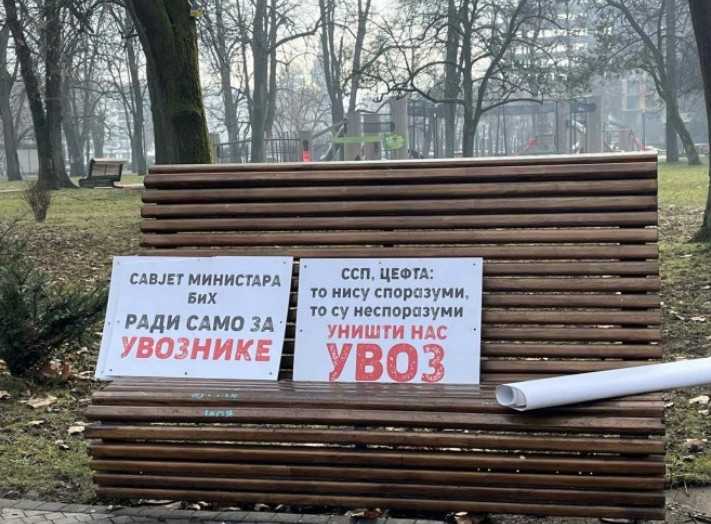 САВЈЕТ МИНИСТАРА
БиХ
РАДИ САМО ЗА
УВОЗНИКЕ
ССП, ЦЕФТА:
то нису споразуми,
то су неспоразуми
УНИШТИ НАС
УВОЗ